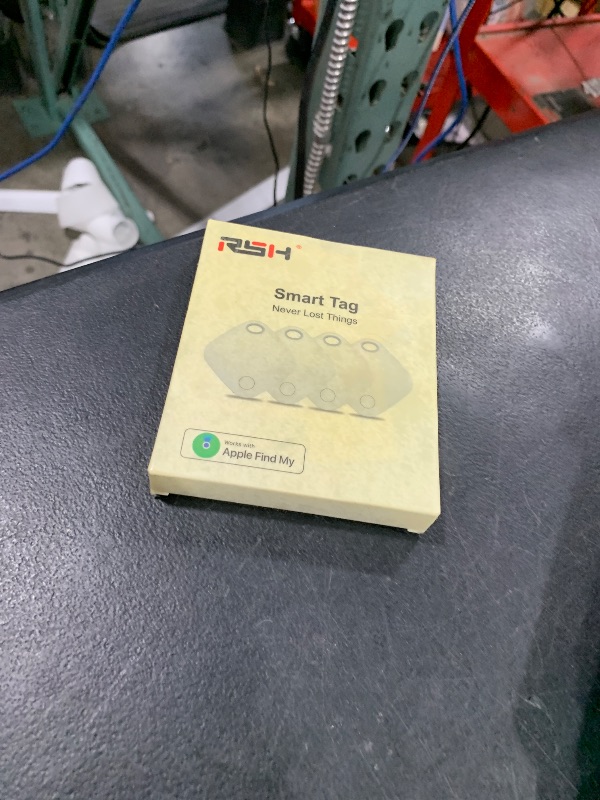 RSH
Smart Tag
Never Lost Things
Works with
Apple Find My